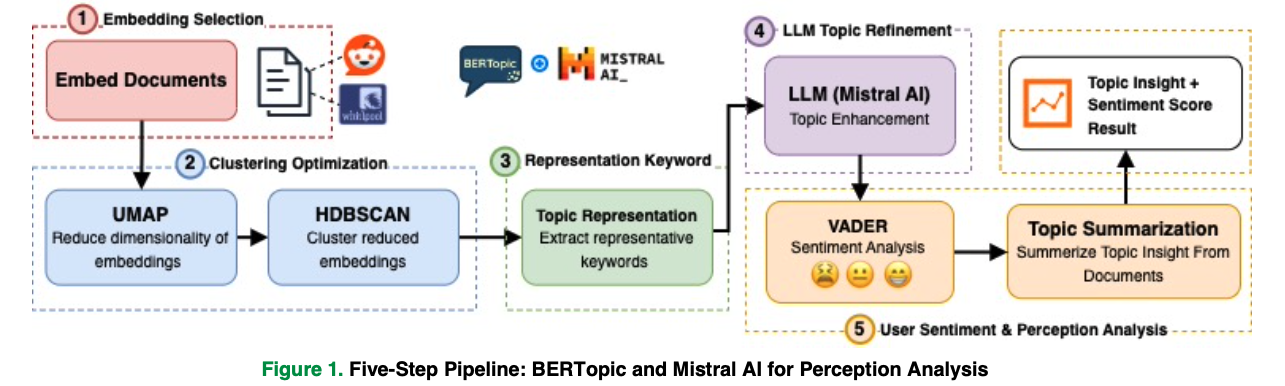 1 Embedding Selection
Embed Documents
whirlpool
BERTopic
MISTRAL
AI_
4 LLM Topic Refinement
LLM (Mistral AI)
Topic Enhancement
Topic Insight +
Sentiment Score
Result
2 Clustering Optimization
UMAP
Reduce dimensionality of
embeddings
HDBSCAN
Cluster reduced
embeddings
3 Representation Keyword
Topic Representation
Extract representative
keywords
VADER
Sentiment Analysis
Topic Summarization
Summerize Topic Insight From
Documents
5 User Sentiment & Perception Analysis
Figure 1. Five-Step Pipeline: BERTopic and Mistral AI for Perception Analysis